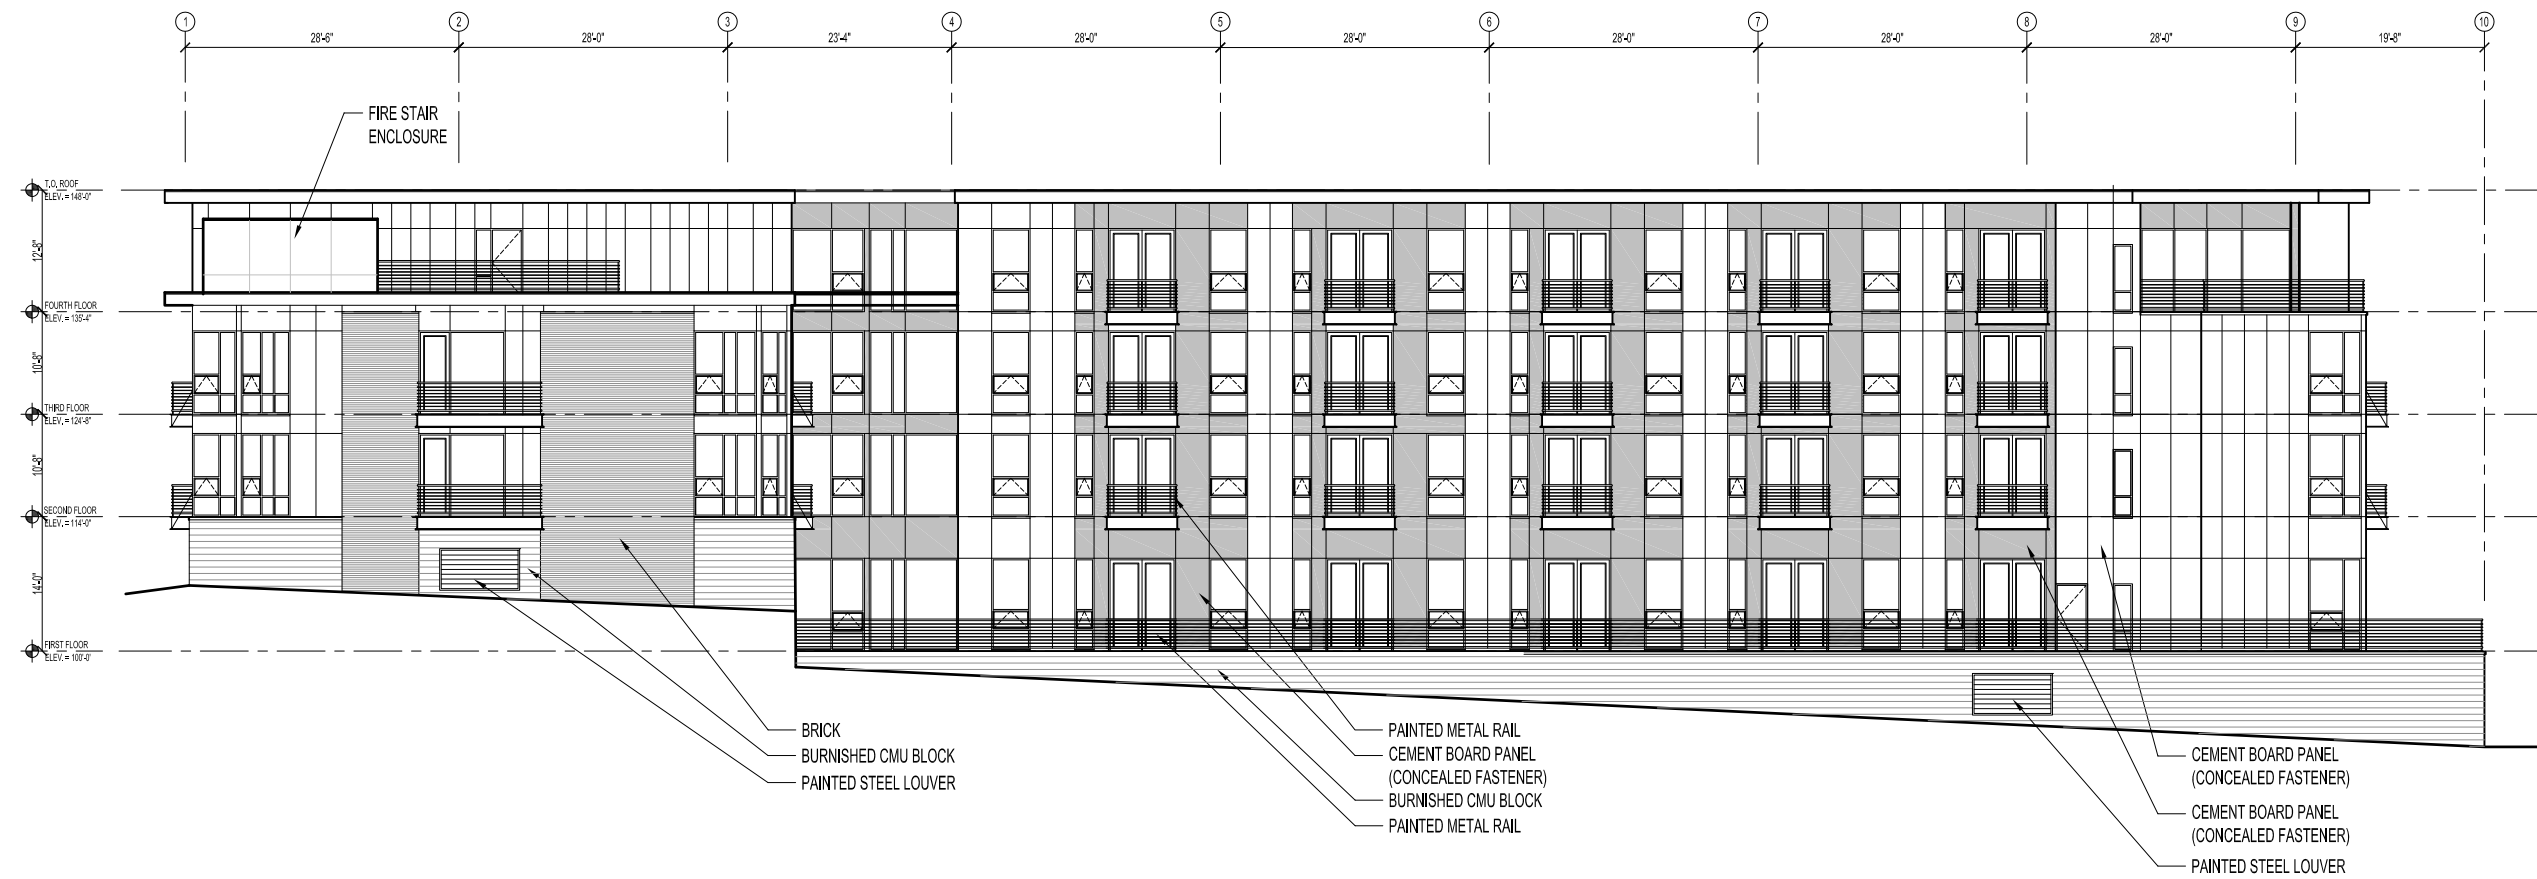 1 2 3 4 5 6 7 8 9 10
28'-6" 28'-0" 23'-4" 28'-0" 28'-0" 28'-0" 28'-0" 28'-0" 19'-8"
FIRE STAIR
ENCLOSURE
T.O. ROOF
ELEV. = 148'-0"
12'-8"
FOURTH FLOOR
ELEV. = 135'-4"
10'-8"
THIRD FLOOR
ELEV. = 124'-8"
10'-8"
SECOND FLOOR
ELEV. = 114'-0"
14'-0"
FIRST FLOOR
ELEV. = 100'-0"
BRICK
BURNISHED CMU BLOCK
PAINTED STEEL LOUVER
PAINTED METAL RAIL
CEMENT BOARD PANEL
(CONCEALED FASTENER)
BURNISHED CMU BLOCK
PAINTED METAL RAIL
CEMENT BOARD PANEL
(CONCEALED FASTENER)
CEMENT BOARD PANEL
(CONCEALED FASTENER)
PAINTED STEEL LOUVER